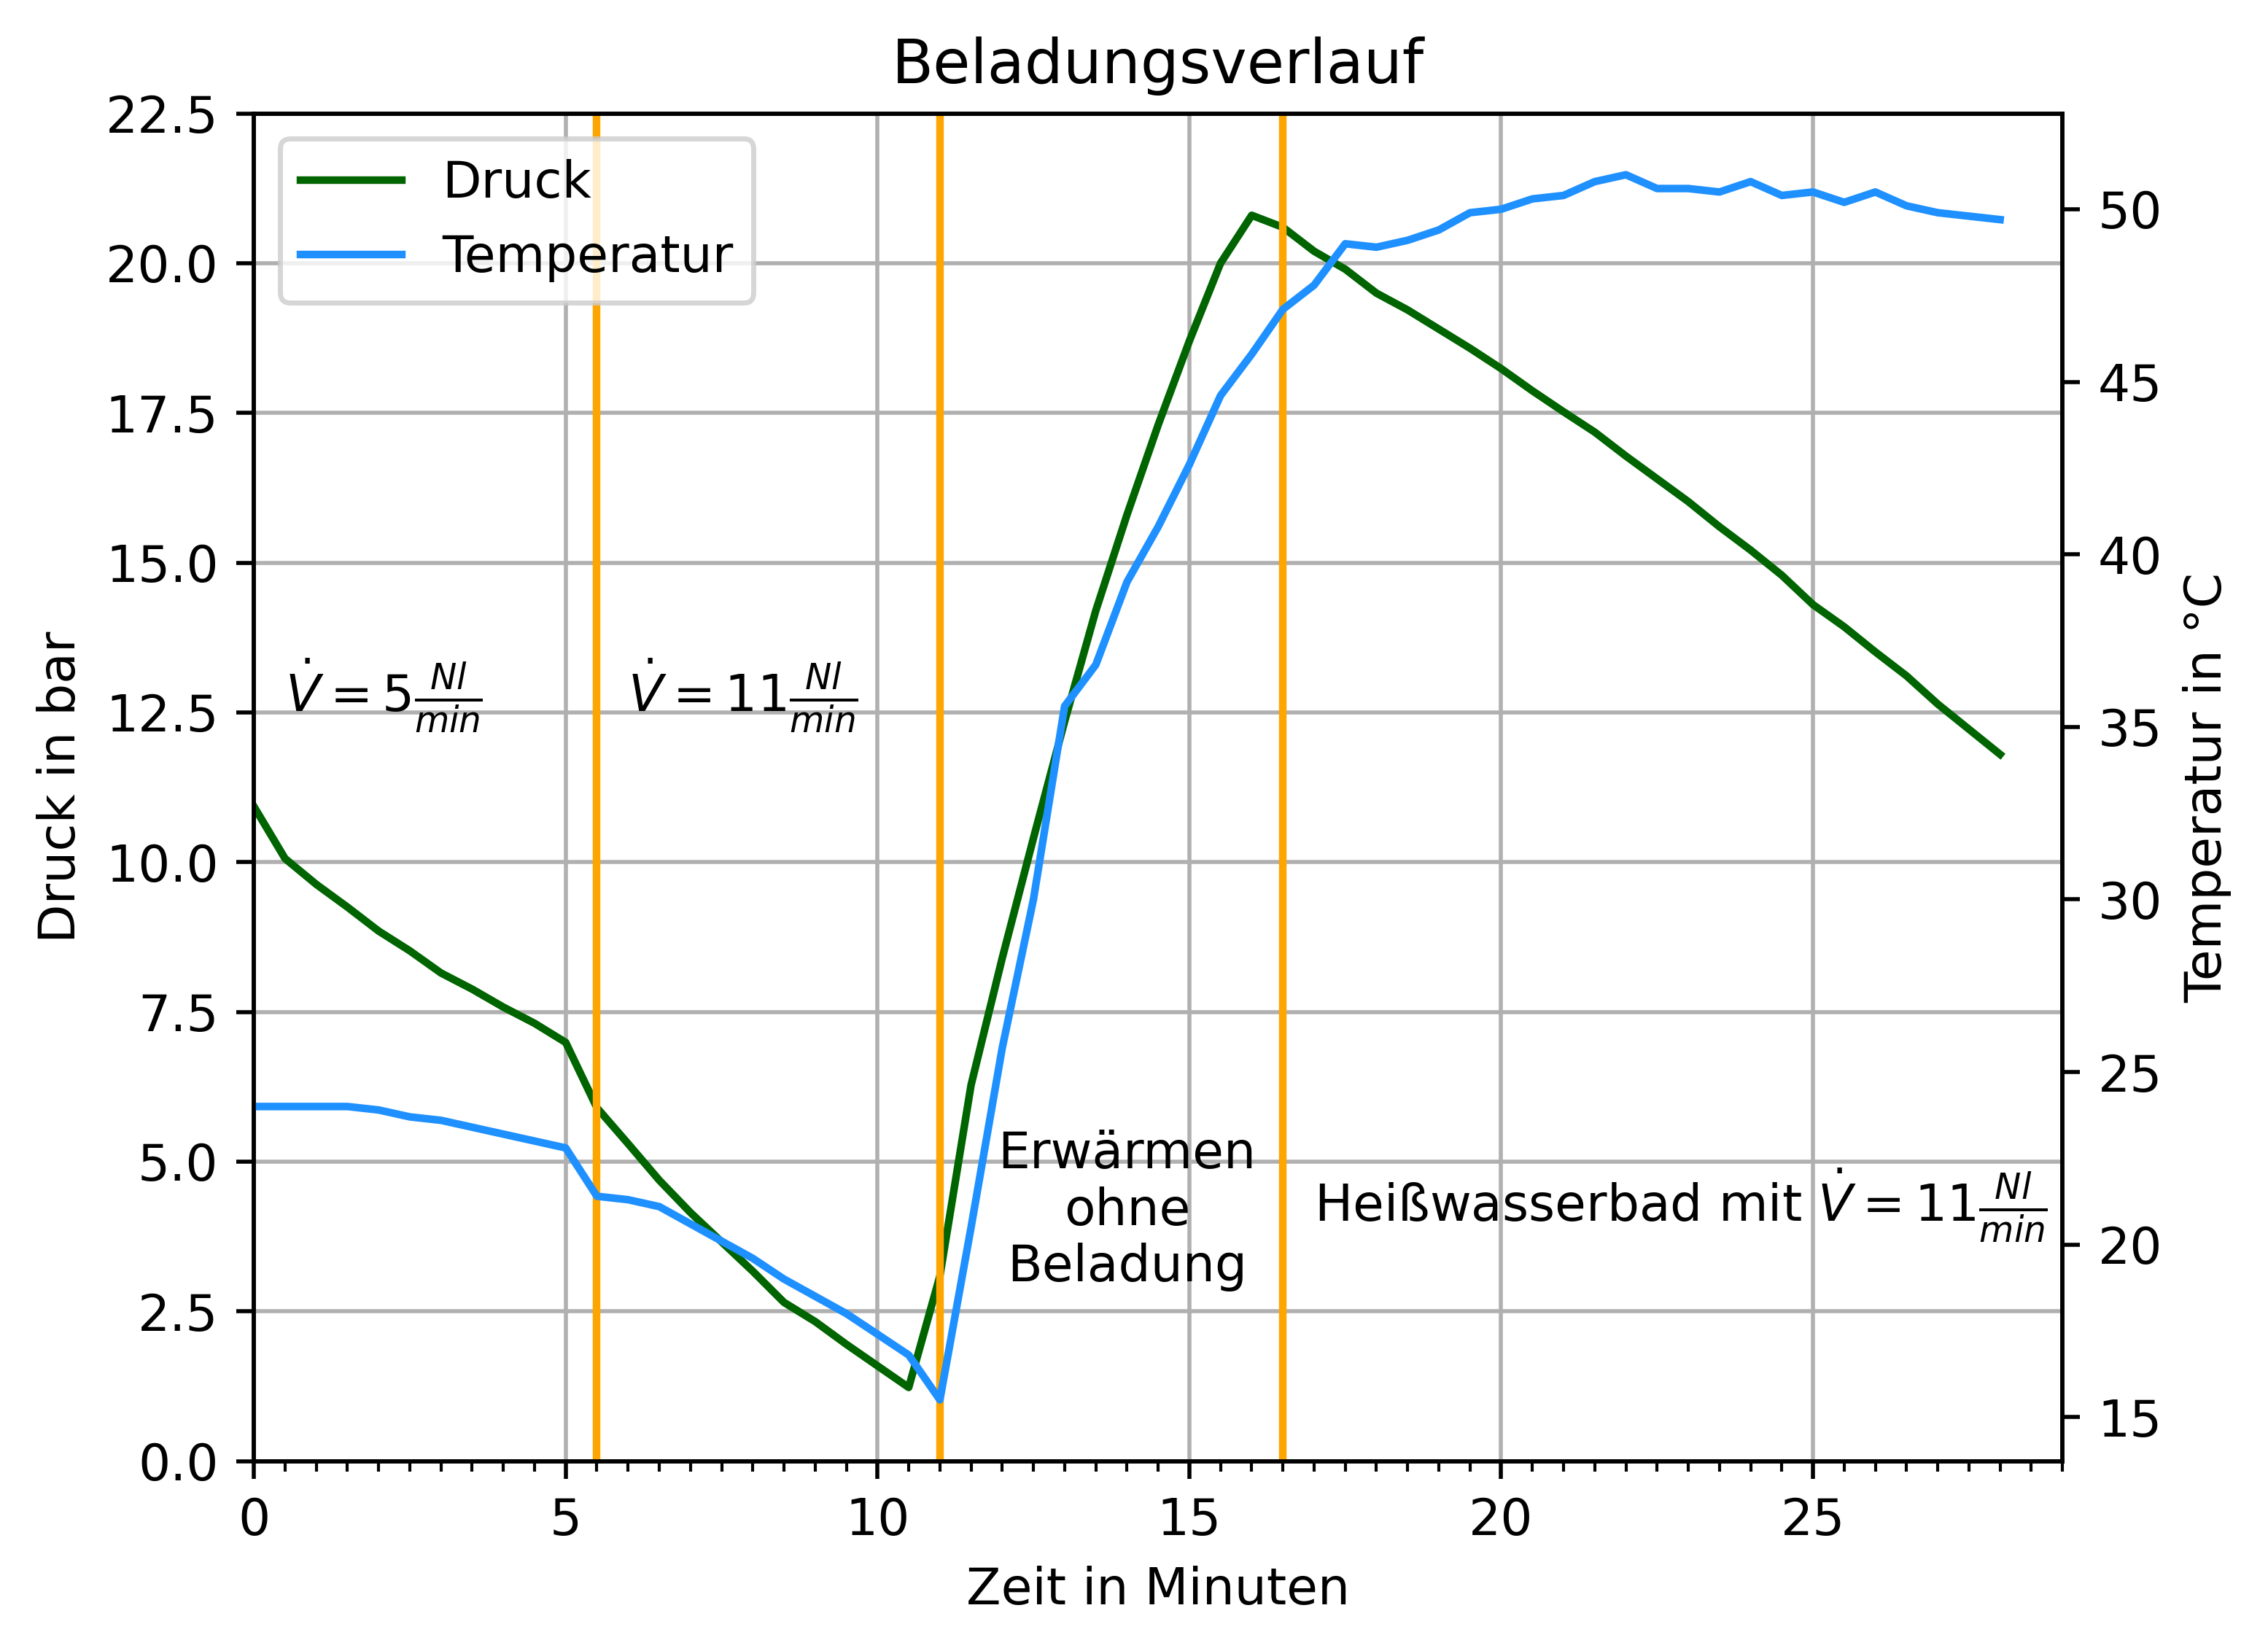 Beladungsverlauf
22.5
20.0
17.5
15.0
12.5
10.0
7.5
5.0
2.5
0.0
Druck in bar
Druck
Temperatur
V̇ = 5 Nl/min
V̇ = 11 Nl/min
Erwärmen
ohne
Beladung
Heißwasserbad mit V̇ = 11 Nl/min
50
45
40
35
30
25
20
15
Temperatur in °C
0 5 10 15 20 25
Zeit in Minuten